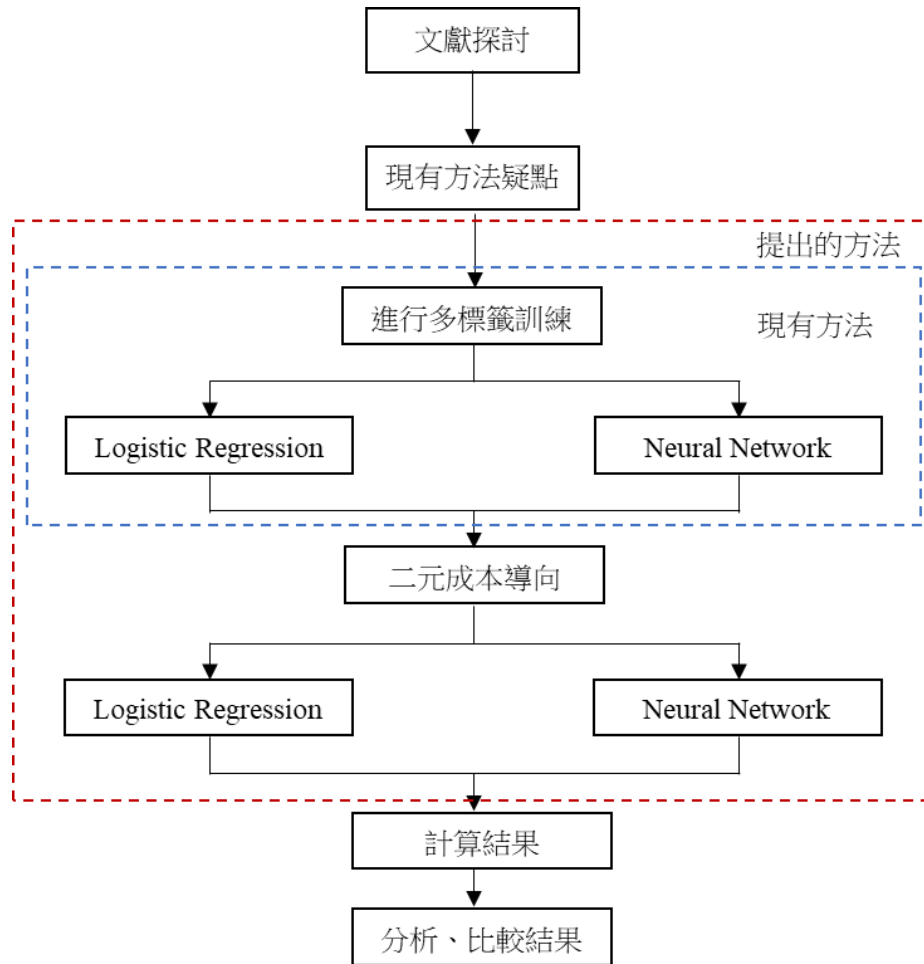 文獻探討
現有方法疑點
提出的方法
進行多標籤訓練
現有方法
Logistic Regression
Neural Network
二元成本導向
Logistic Regression
Neural Network
計算結果
分析、比較結果